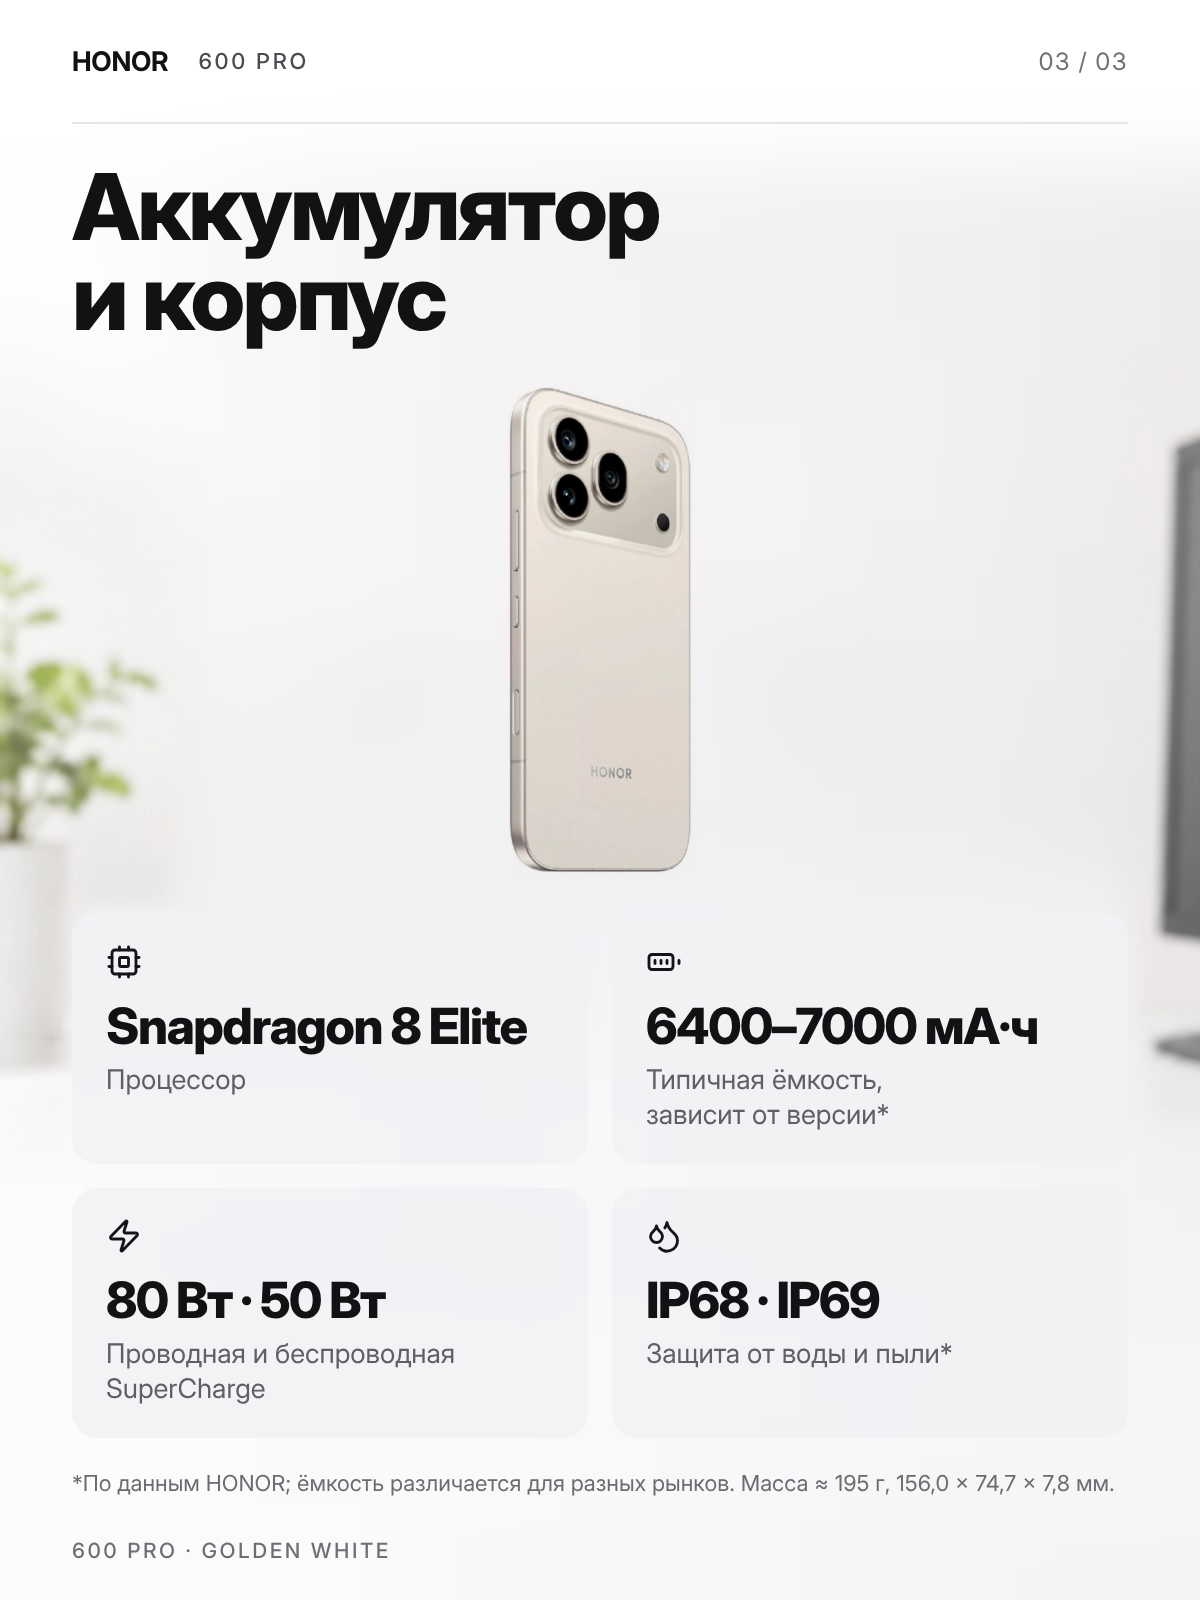 HONOR 600 PRO 03 / 03
Аккумулятор
и корпус
HONOR
Snapdragon 8 Elite
Процессор
6400–7000 мА·ч
Типичная ёмкость,
зависит от версии*
80 Вт · 50 Вт
Проводная и беспроводная
SuperCharge
IP68 · IP69
Защита от воды и пыли*
*По данным HONOR; ёмкость различается для разных рынков. Масса ≈ 195 г, 156,0 × 74,7 × 7,8 мм.
600 PRO · GOLDEN WHITE